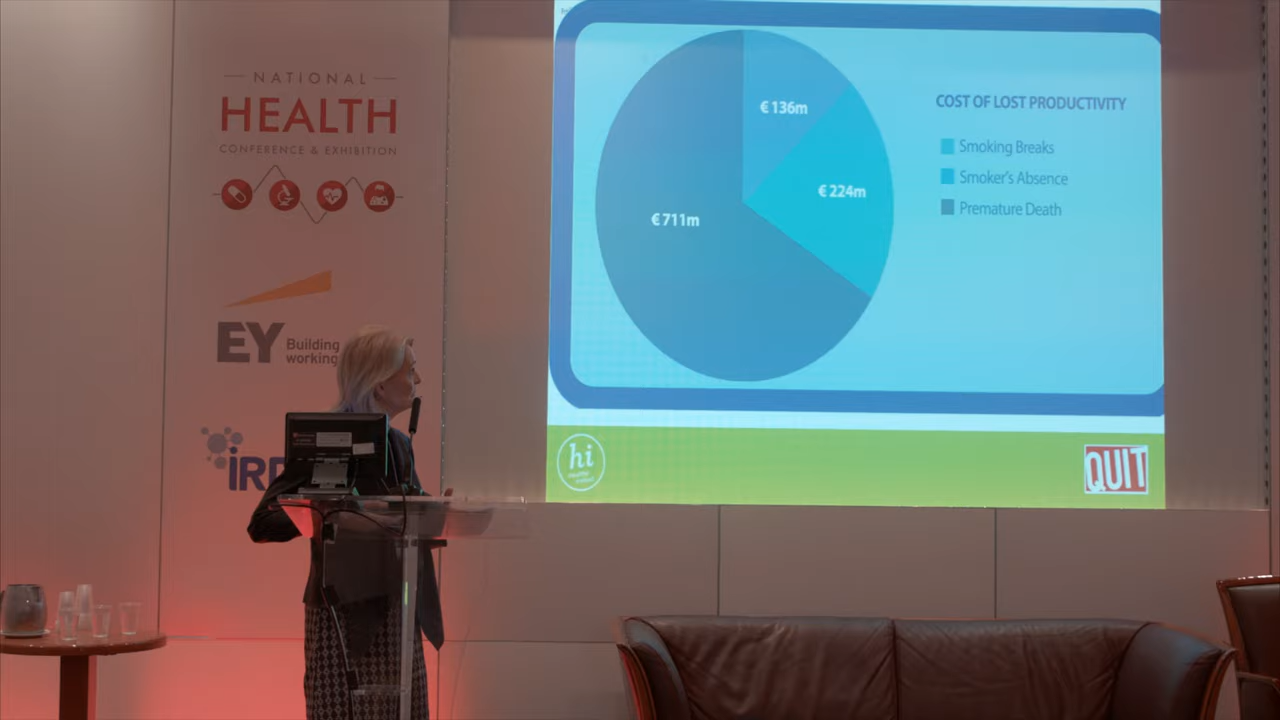 NATIONAL
HEALTH
CONFERENCE & EXHIBITION
EY
Building
working
iRD
€ 136m
€ 224m
€ 711m
COST OF LOST PRODUCTIVITY
Smoking Breaks
Smoker's Absence
Premature Death
hi
QUIT